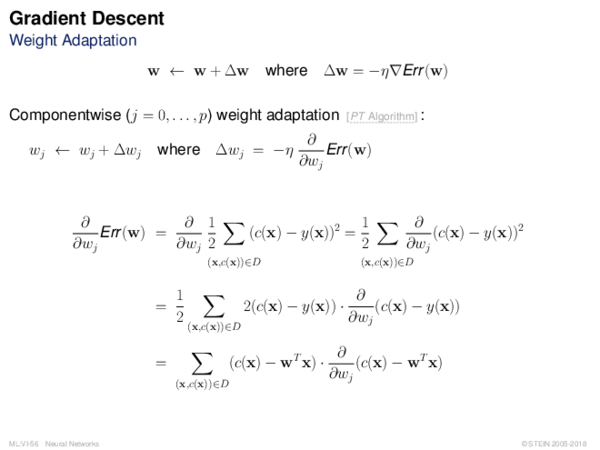 Gradient Descent
Weight Adaptation
w ← w + Δw where Δw = −η∇Err(w)
Componentwise (j = 0, . . . , p) weight adaptation [PT Algorithm] :
w_j ← w_j + Δw_j where Δw_j = −η ∂/∂w_j Err(w)
∂/∂w_j Err(w) = ∂/∂w_j 1/2 ∑_{(x,c(x))∈D} (c(x) − y(x))² = 1/2 ∑_{(x,c(x))∈D} ∂/∂w_j (c(x) − y(x))²
= 1/2 ∑_{(x,c(x))∈D} 2(c(x) − y(x)) · ∂/∂w_j (c(x) − y(x))
= ∑_{(x,c(x))∈D} (c(x) − w^T x) · ∂/∂w_j (c(x) − w^T x)
ML:VI-56 Neural Networks © STEIN 2005-2018